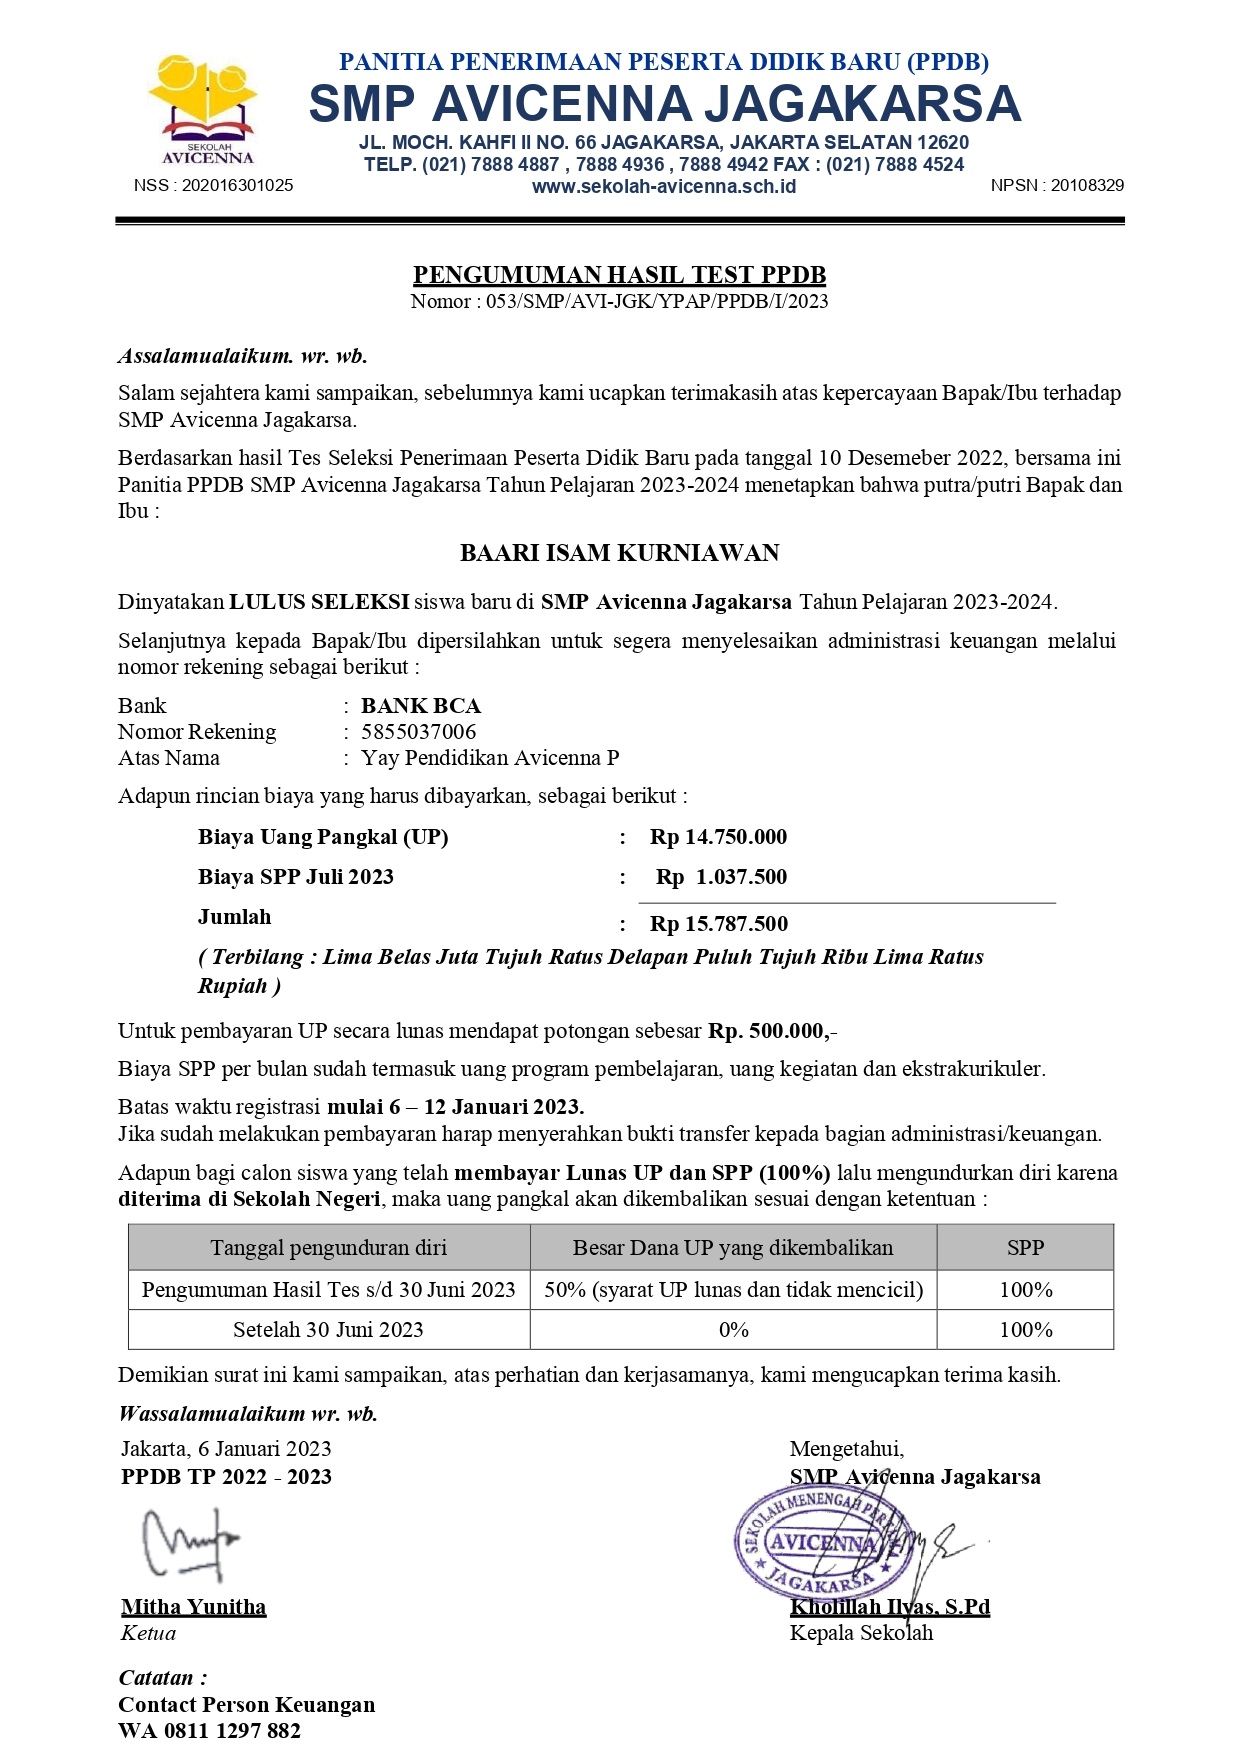 PANITIA PENERIMAAN PESERTA DIDIK BARU (PPDB)
SMP AVICENNA JAGAKARSA
JL. MOCH. KAHFI II NO. 66 JAGAKARSA, JAKARTA SELATAN 12620
TELP. (021) 7888 4887 , 7888 4936 , 7888 4942 FAX : (021) 7888 4524
www.sekolah-avicenna.sch.id
SEKOLAH
AVICENNA
NSS : 202016301025
NPSN : 20108329
PENGUMUMAN HASIL TEST PPDB
Nomor : 053/SMP/AVI-JGK/YPAP/PPDB/I/2023
Assalamualaikum. wr. wb.
Salam sejahtera kami sampaikan, sebelumnya kami ucapkan terimakasih atas kepercayaan Bapak/Ibu terhadap
SMP Avicenna Jagakarsa.
Berdasarkan hasil Tes Seleksi Penerimaan Peserta Didik Baru pada tanggal 10 Desemeber 2022, bersama ini
Panitia PPDB SMP Avicenna Jagakarsa Tahun Pelajaran 2023-2024 menetapkan bahwa putra/putri Bapak dan
Ibu :
BAARI ISAM KURNIAWAN
Dinyatakan LULUS SELEKSI siswa baru di SMP Avicenna Jagakarsa Tahun Pelajaran 2023-2024.
Selanjutnya kepada Bapak/Ibu dipersilahkan untuk segera menyelesaikan administrasi keuangan melalui
nomor rekening sebagai berikut :
Bank : BANK BCA
Nomor Rekening : 5855037006
Atas Nama : Yay Pendidikan Avicenna P
Adapun rincian biaya yang harus dibayarkan, sebagai berikut :
Biaya Uang Pangkal (UP) : Rp 14.750.000
Biaya SPP Juli 2023 : Rp 1.037.500
Jumlah : Rp 15.787.500
( Terbilang : Lima Belas Juta Tujuh Ratus Delapan Puluh Tujuh Ribu Lima Ratus
Rupiah )
Untuk pembayaran UP secara lunas mendapat potongan sebesar Rp. 500.000,-
Biaya SPP per bulan sudah termasuk uang program pembelajaran, uang kegiatan dan ekstrakurikuler.
Batas waktu registrasi mulai 6 – 12 Januari 2023.
Jika sudah melakukan pembayaran harap menyerahkan bukti transfer kepada bagian administrasi/keuangan.
Adapun bagi calon siswa yang telah membayar Lunas UP dan SPP (100%) lalu mengundurkan diri karena
diterima di Sekolah Negeri, maka uang pangkal akan dikembalikan sesuai dengan ketentuan :
Tanggal pengunduran diri Besar Dana UP yang dikembalikan SPP
Pengumuman Hasil Tes s/d 30 Juni 2023 50% (syarat UP lunas dan tidak mencicil) 100%
Setelah 30 Juni 2023 0% 100%
Demikian surat ini kami sampaikan, atas perhatian dan kerjasamanya, kami mengucapkan terima kasih.
Wassalamualaikum wr. wb.
Jakarta, 6 Januari 2023
PPDB TP 2022 - 2023
Mitha Yunitha
Ketua
Mengetahui,
SMP Avicenna Jagakarsa
SEKOLAH MENENGAH PERTAMA
AVICENNA
JAGAKARSA
Kholillah Ilyas, S.Pd
Kepala Sekolah
Catatan :
Contact Person Keuangan
WA 0811 1297 882